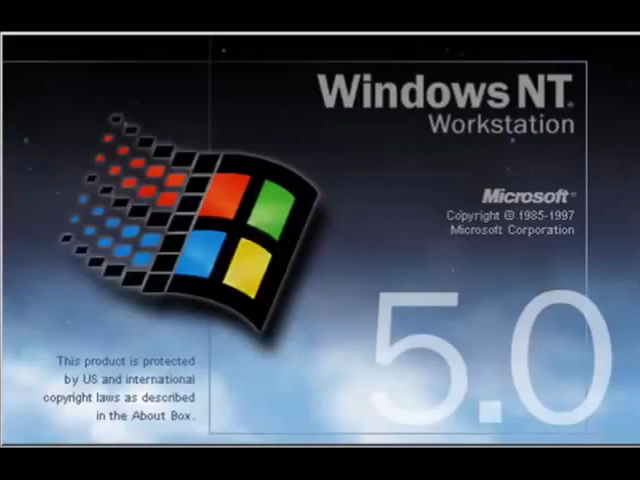 Windows NT®
Workstation
Microsoft®
Copyright © 1985-1997
Microsoft Corporation
5.0
This product is protected
by US and international
copyright laws as described
in the About Box.